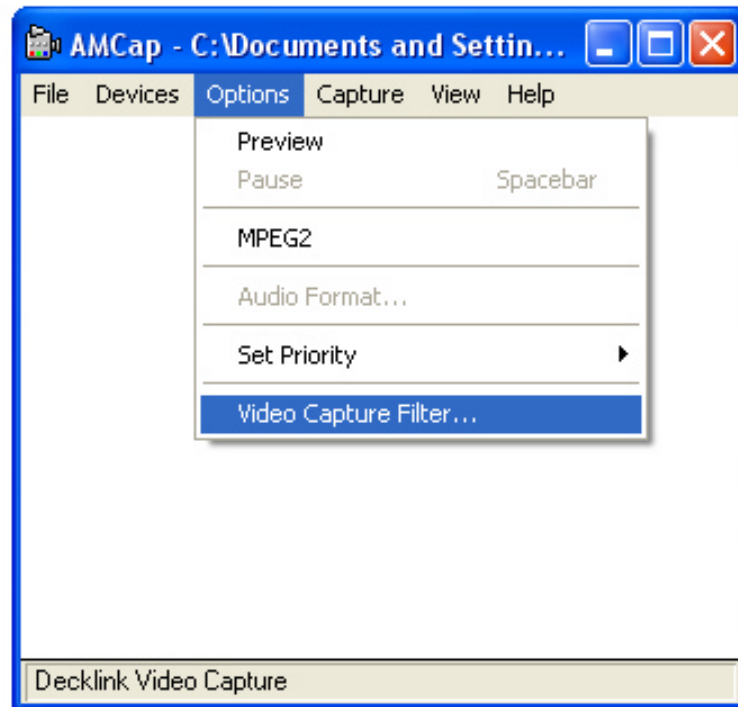 AMCap - C:\Documents and Settin...
File Devices Options Capture View Help
Preview
Pause Spacebar
MPEG2
Audio Format...
Set Priority
Video Capture Filter...
Decklink Video Capture